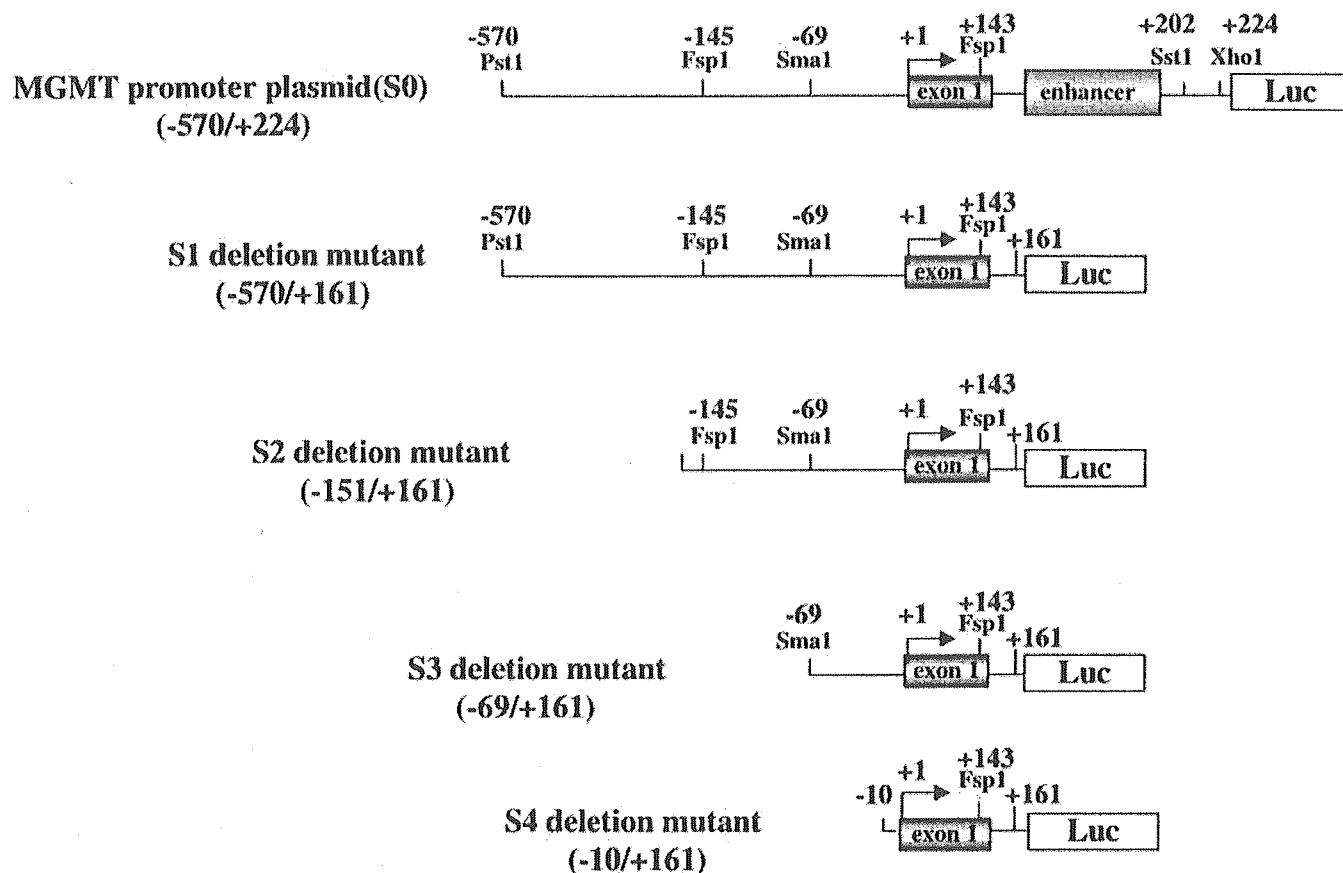 -570 -145 -69 +1 +143 +202 +224
Pst1 Fsp1 Sma1 Fsp1 Sst1 Xho1
MGMT promoter plasmid(S0)
(-570/+224)
exon 1 enhancer Luc
-570 -145 -69 +1 +143
Pst1 Fsp1 Sma1 Fsp1 +161
S1 deletion mutant
(-570/+161)
exon 1 Luc
-145 -69 +1 +143
Fsp1 Sma1 Fsp1 +161
S2 deletion mutant
(-151/+161)
exon 1 Luc
-69 +1 +143
Sma1 Fsp1 +161
S3 deletion mutant
(-69/+161)
exon 1 Luc
-10 +1 +143
Fsp1 +161
S4 deletion mutant
(-10/+161)
exon 1 Luc